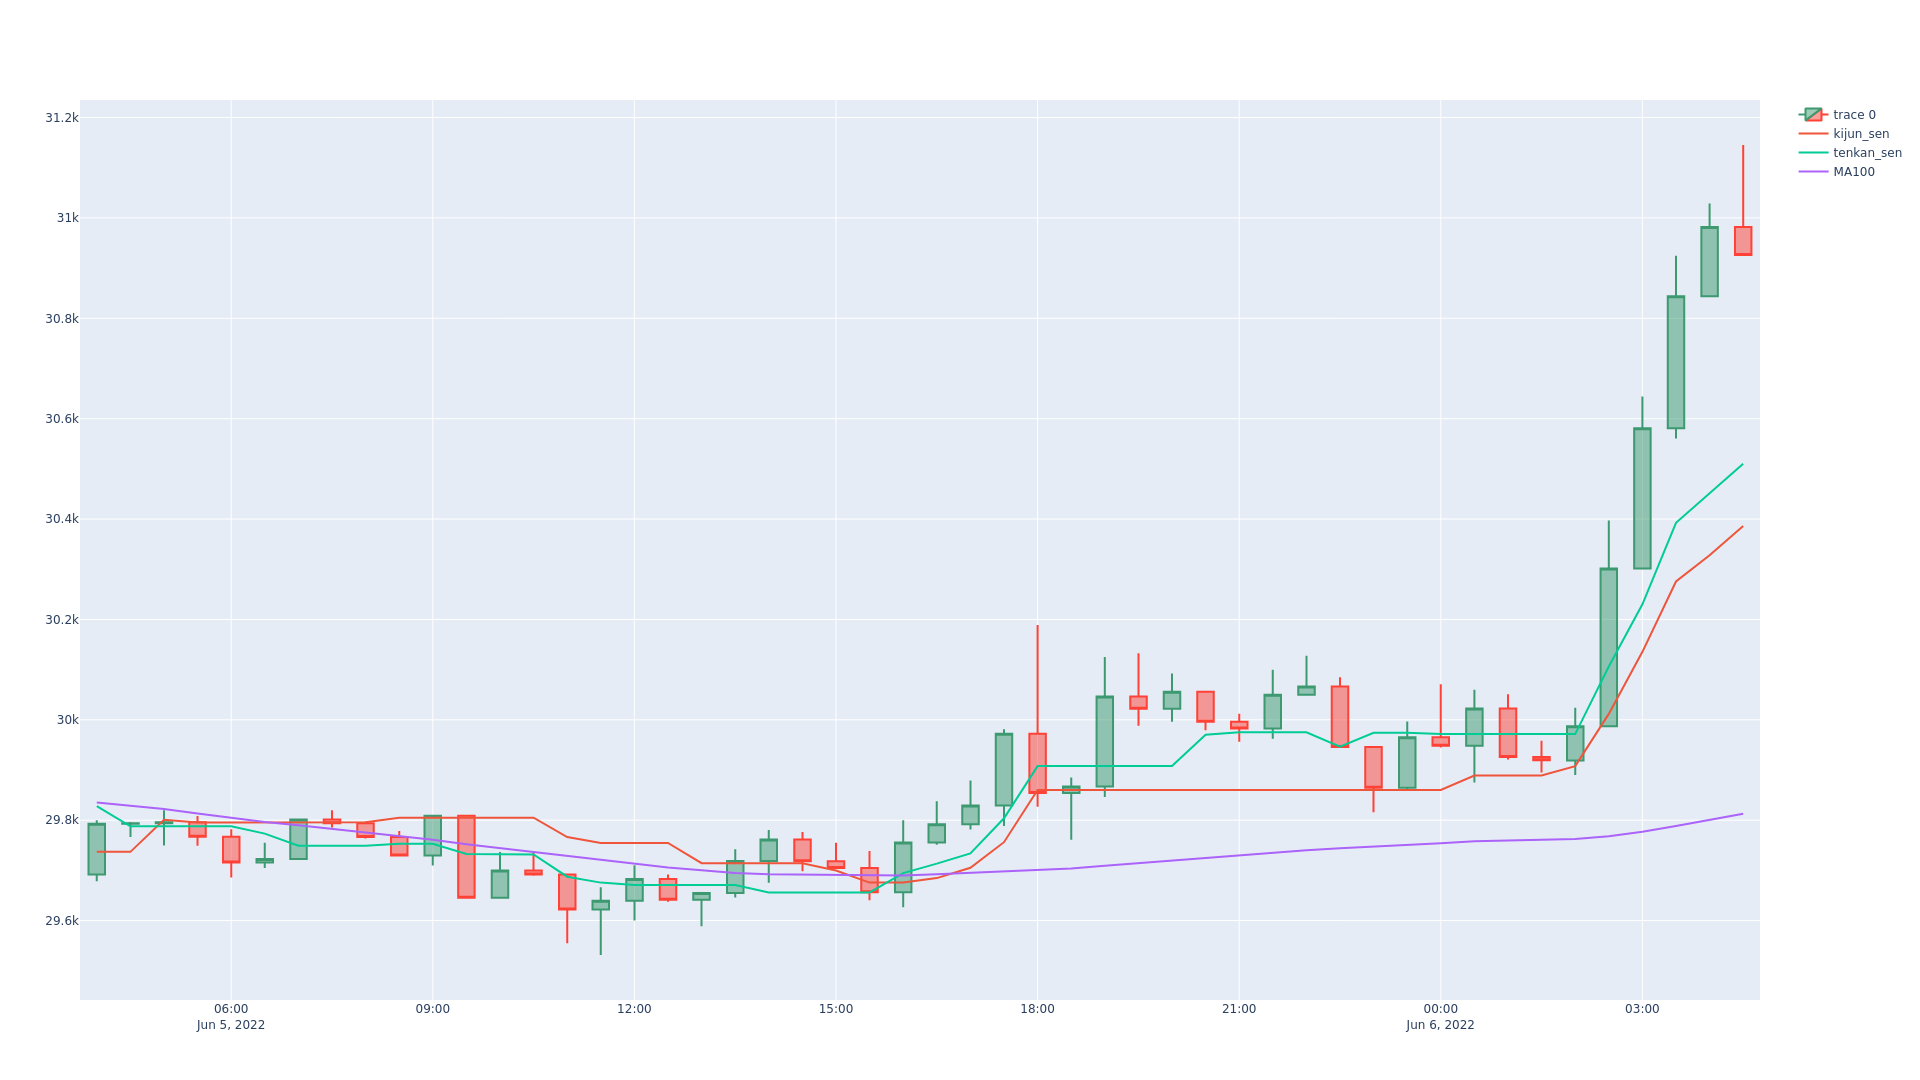 31.2k
31k
30.8k
30.6k
30.4k
30.2k
30k
29.8k
29.6k
06:00
Jun 5, 2022
09:00
12:00
15:00
18:00
21:00
00:00
Jun 6, 2022
03:00
trace 0
kijun_sen
tenkan_sen
MA100